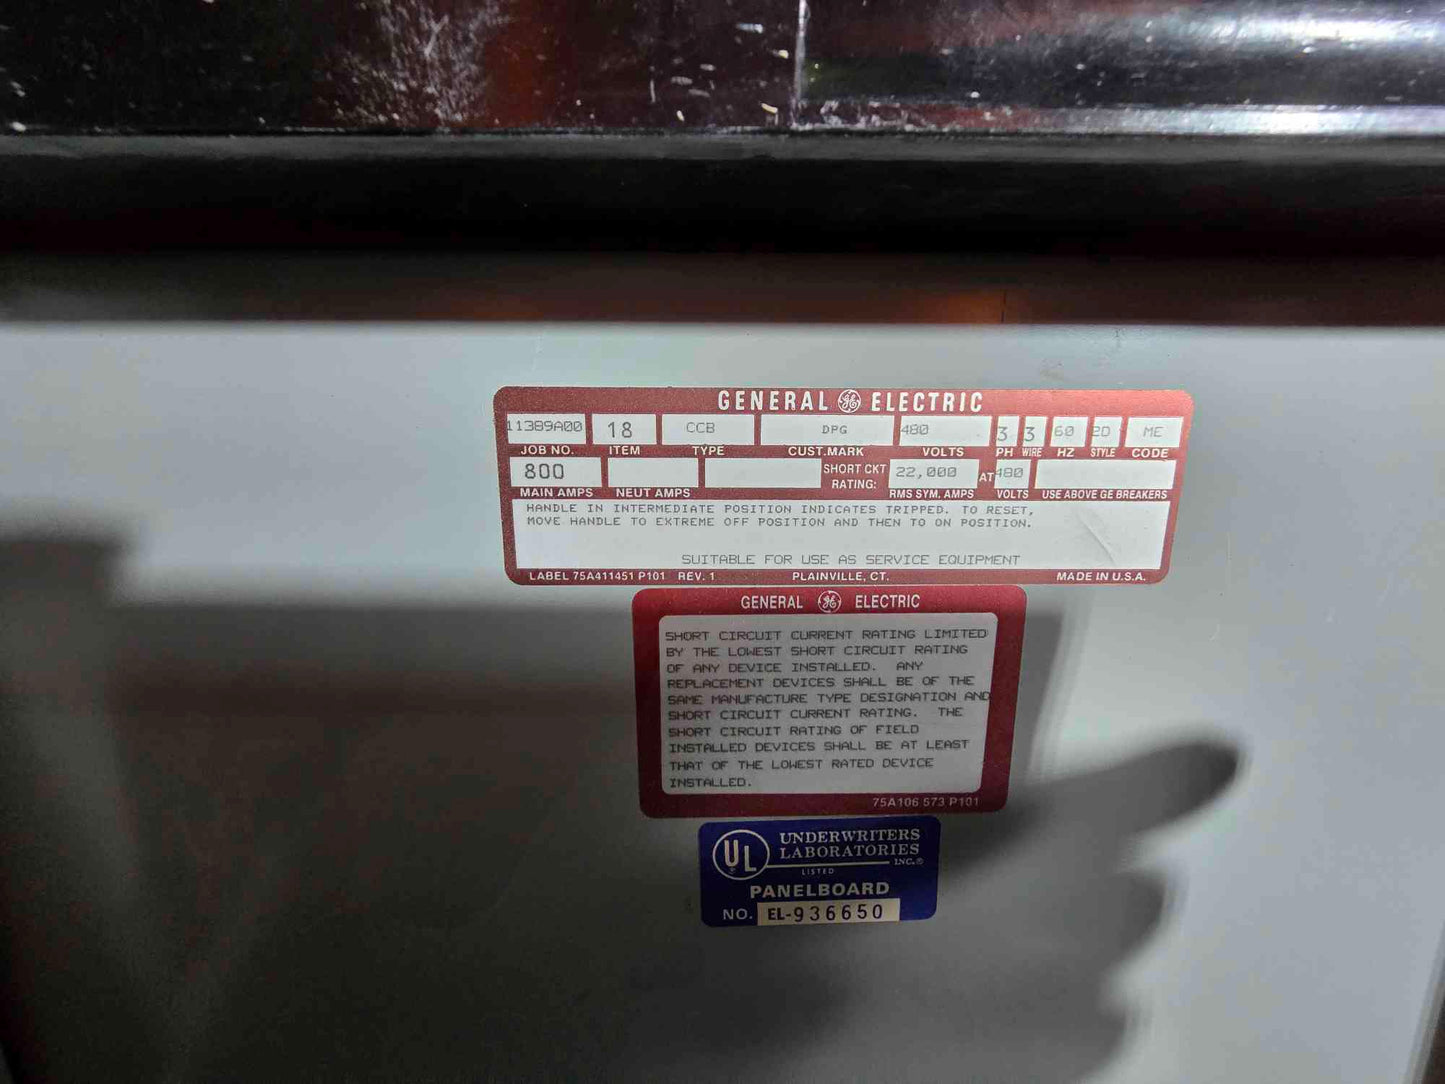 GENERAL GE ELECTRIC
11389A00 18 CCB DPG 480 3 3 60 2D ME
JOB NO. ITEM TYPE CUST.MARK VOLTS PH WIRE HZ STYLE CODE
800 SHORT CKT RATING: 22,000 AT 480
MAIN AMPS NEUT AMPS RMS SYM. AMPS VOLTS USE ABOVE GE BREAKERS
HANDLE IN INTERMEDIATE POSITION INDICATES TRIPPED. TO RESET,
MOVE HANDLE TO EXTREME OFF POSITION AND THEN TO ON POSITION.
SUITABLE FOR USE AS SERVICE EQUIPMENT
LABEL 75A411451 P101 REV. 1 PLAINVILLE, CT. MADE IN U.S.A.
GENERAL GE ELECTRIC
SHORT CIRCUIT CURRENT RATING LIMITED
BY THE LOWEST SHORT CIRCUIT RATING
OF ANY DEVICE INSTALLED. ANY
REPLACEMENT DEVICES SHALL BE OF THE
SAME MANUFACTURE TYPE DESIGNATION AND
SHORT CIRCUIT CURRENT RATING. THE
SHORT CIRCUIT RATING OF FIELD
INSTALLED DEVICES SHALL BE AT LEAST
THAT OF THE LOWEST RATED DEVICE
INSTALLED.
75A106 573 P101
UL ® UNDERWRITERS
LABORATORIES
INC.®
LISTED
PANELBOARD
NO. EL-936650